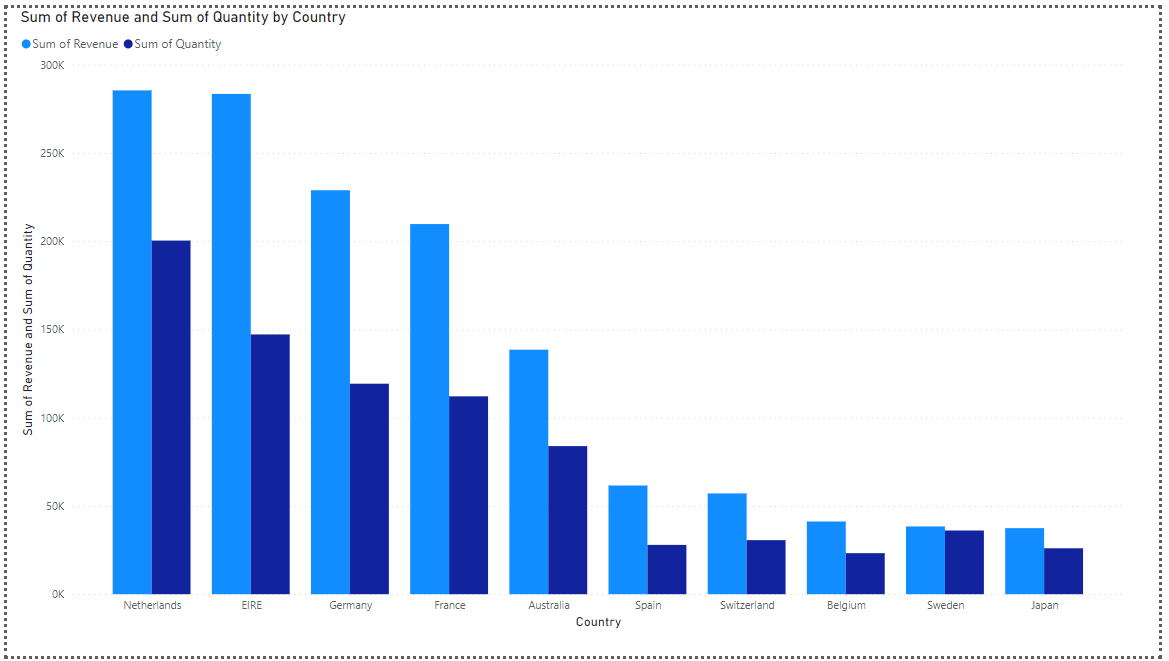 Sum of Revenue and Sum of Quantity by Country
Sum of Revenue Sum of Quantity
300K
250K
200K
150K
100K
50K
0K
Sum of Revenue and Sum of Quantity
Netherlands EIRE Germany France Australia Spain Switzerland Belgium Sweden Japan
Country